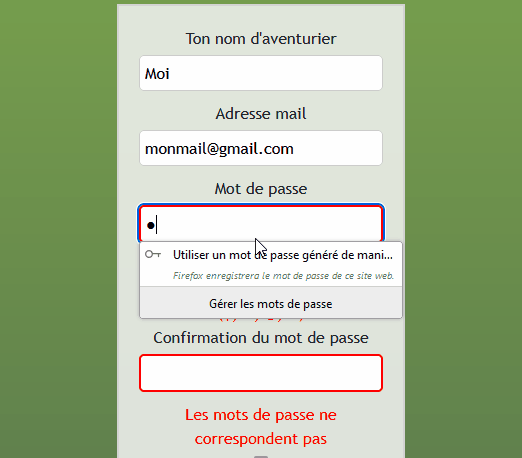 Ton nom d'aventurier
Moi
Adresse mail
monmail@gmail.com
Mot de passe
Utiliser un mot de passe généré de mani...
Firefox enregistrera le mot de passe de ce site web.
Gérer les mots de passe
Confirmation du mot de passe
Les mots de passe ne
correspondent pas